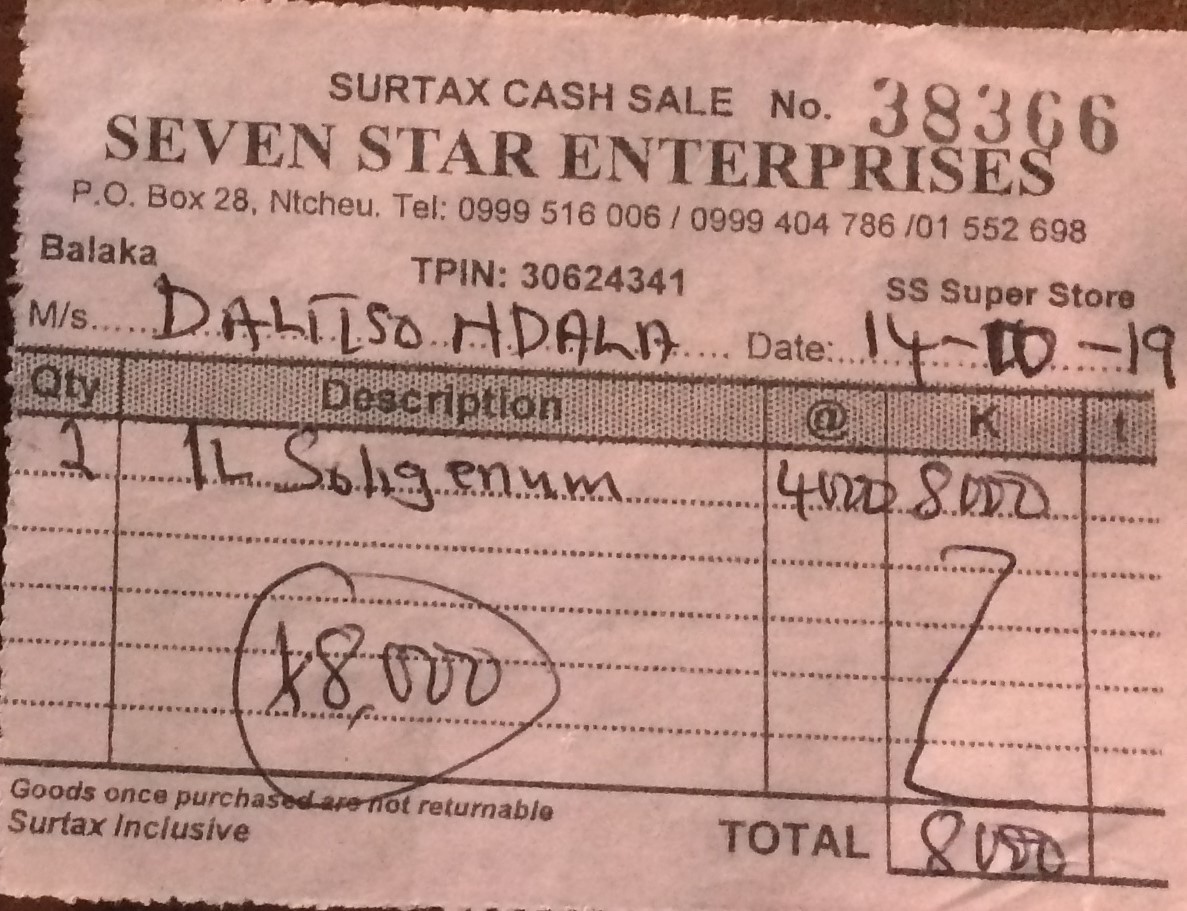 SURTAX CASH SALE No. 38366
SEVEN STAR ENTERPRISES
P.O. Box 28, Ntcheu. Tel: 0999 516 006 / 0999 404 786 /01 552 698
Balaka TPIN: 30624341 SS Super Store
M/s...... DALITSO NDALA .... Date:.. 14-10-19
Qty Description @ K t
2 1L Soligenum 4000 8000
K8,000
Goods once purchased are not returnable
Surtax Inclusive
TOTAL 8000